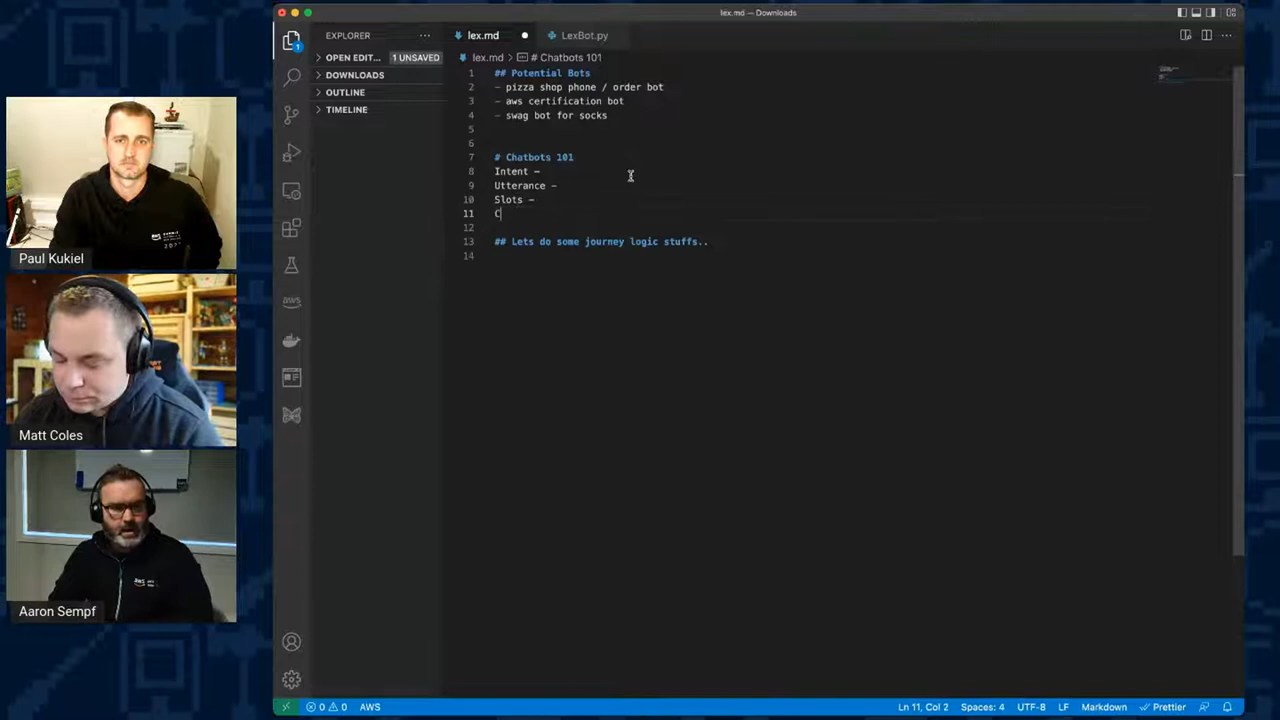 lex.md — Downloads
EXPLORER
lex.md
LexBot.py
OPEN EDIT...
1 UNSAVED
DOWNLOADS
OUTLINE
TIMELINE
lex.md > # Chatbots 101
1 ## Potential Bots
2 - pizza shop phone / order bot
3 - aws certification bot
4 - swag bot for socks
5
6
7 # Chatbots 101
8 Intent -
9 Utterance -
10 Slots -
11 C
12
13 ## Lets do some journey logic stuffs..
14
1
aws
Paul Kukiel
Matt Coles
Aaron Sempf
0 0 AWS
Ln 11, Col 2
Spaces: 4
UTF-8
LF
Markdown
Prettier